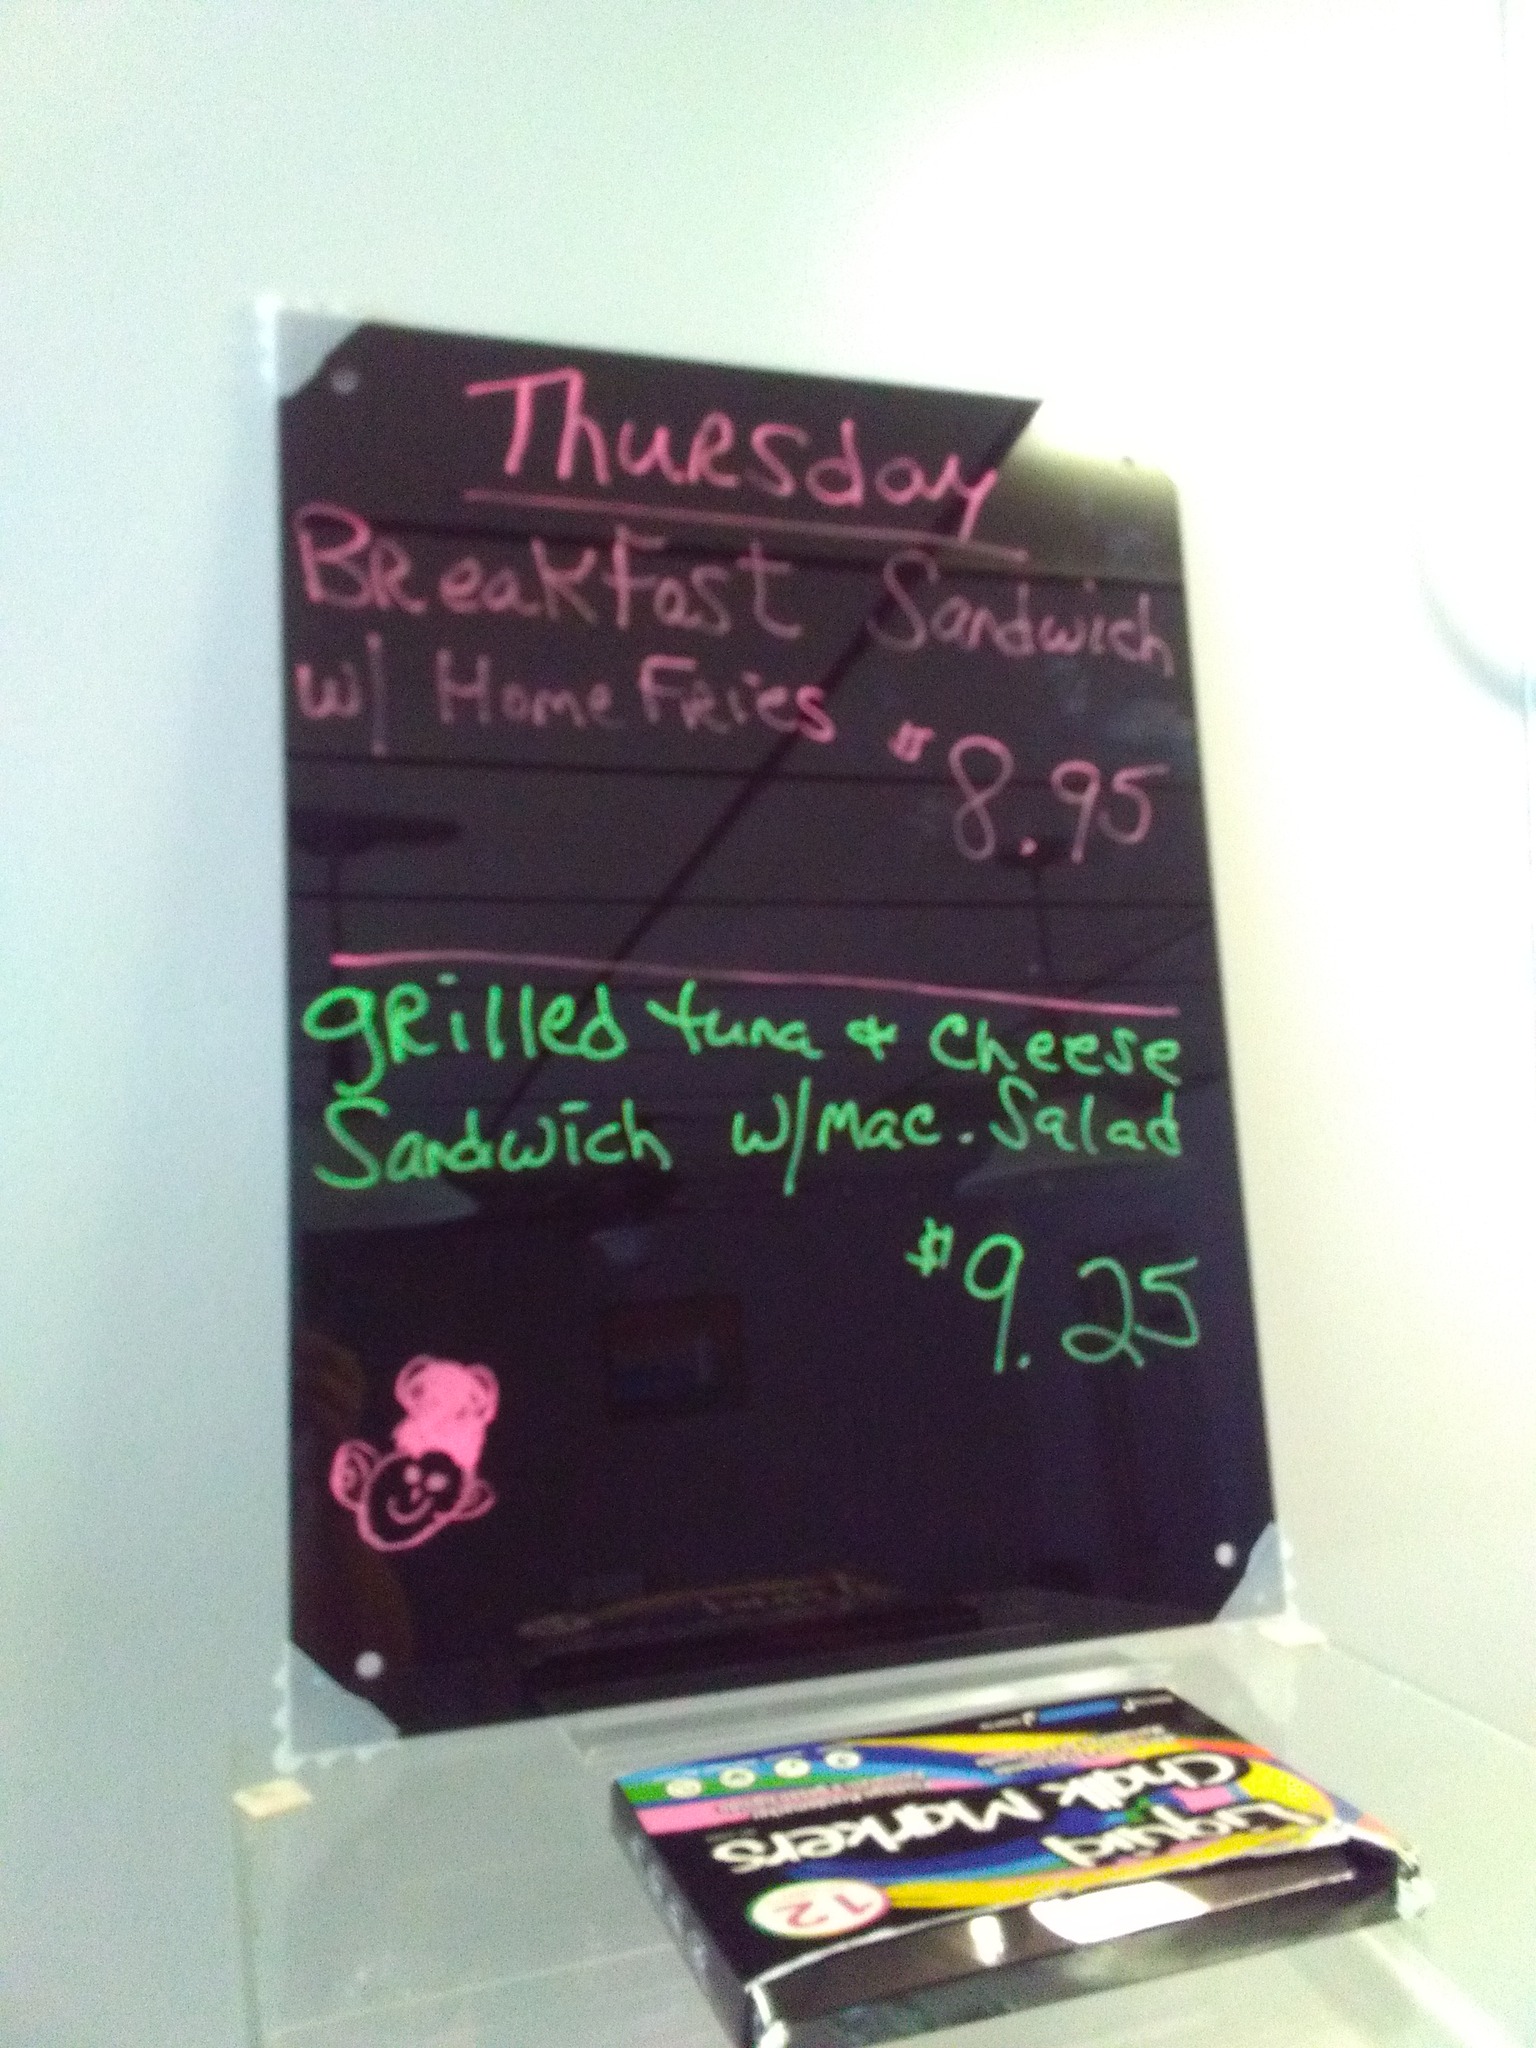 Thursday
Breakfast Sandwich
w/ Home Fries
$8.95
grilled tuna & cheese
Sandwich w/Mac. Salad
$9.25
Liquid
Chalk Markers
12